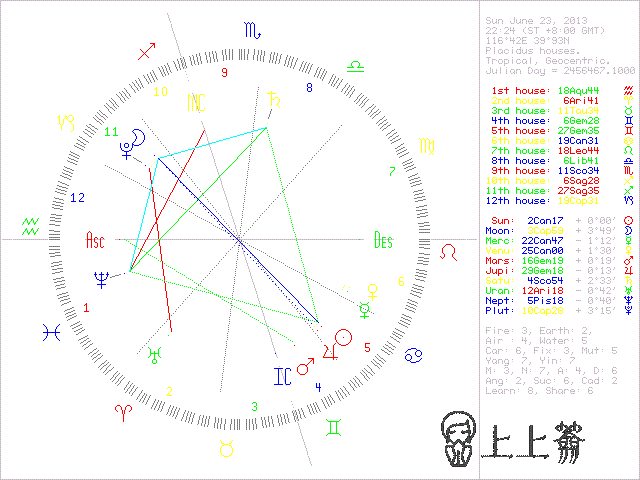 Sun June 23, 2013
22:24 (ST +8:00 GMT)
116°42E 39°93N
Placidus houses.
Tropical, Geocentric.
Julian Day = 2456467.1000
1st house: 18Aqu44
2nd house: 6Ari41
3rd house: 11Tau34
4th house: 6Gem28
5th house: 27Gem35
6th house: 19Can31
7th house: 18Leo44
8th house: 6Lib41
9th house: 11Sco34
10th house: 6Sag28
11th house: 27Sag35
12th house: 19Cap31
Sun: 2Can17 + 0°00'
Moon: + 3°49'
Merc: 22Can47 - 1°12'
Venu: 25Can00 + 1°30'
Mars: 16Gem19 + 0°19'
Jupi: 29Gem18 - 0°13'
Satu: 4Sco54 + 2°33'
Uran: 12Ari18 - 0°42'
Nept: 5Pis18 - 0°40'
Plut: 10Cap28 + 3°15'
Fire: 3, Earth: 2,
Air : 4, Water: 5
Car: 6, Fix: 3, Mut: 5
Yang: 7, Yin: 7
M: 3, N: 7, A: 4, D: 6
Ang: 2, Suc: 6, Cad: 2
Learn: 8, Share: 6
9
8
10
MC
11
7
12
Asc
Des
6
1
5
IC
4
2
3
上上籤